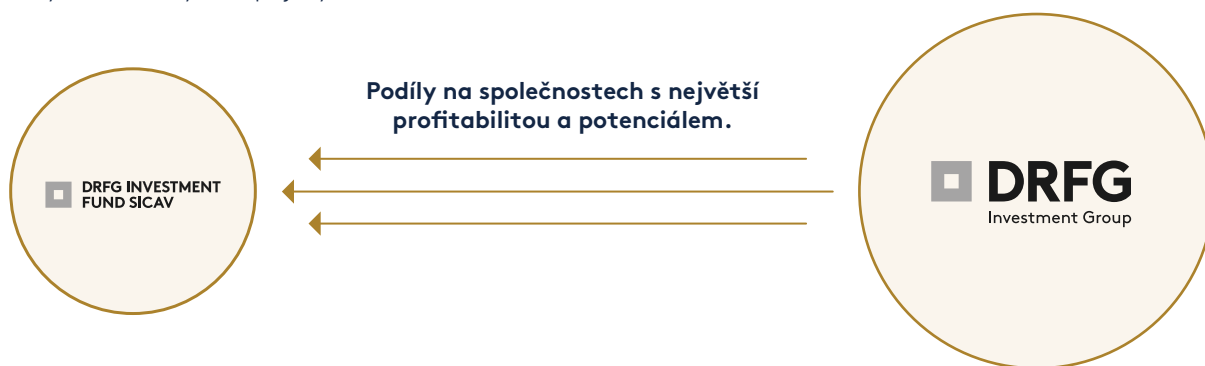 Podíly na společnostech s největší
profitabilitou a potenciálem.
DRFG INVESTMENT
FUND SICAV
DRFG
Investment Group